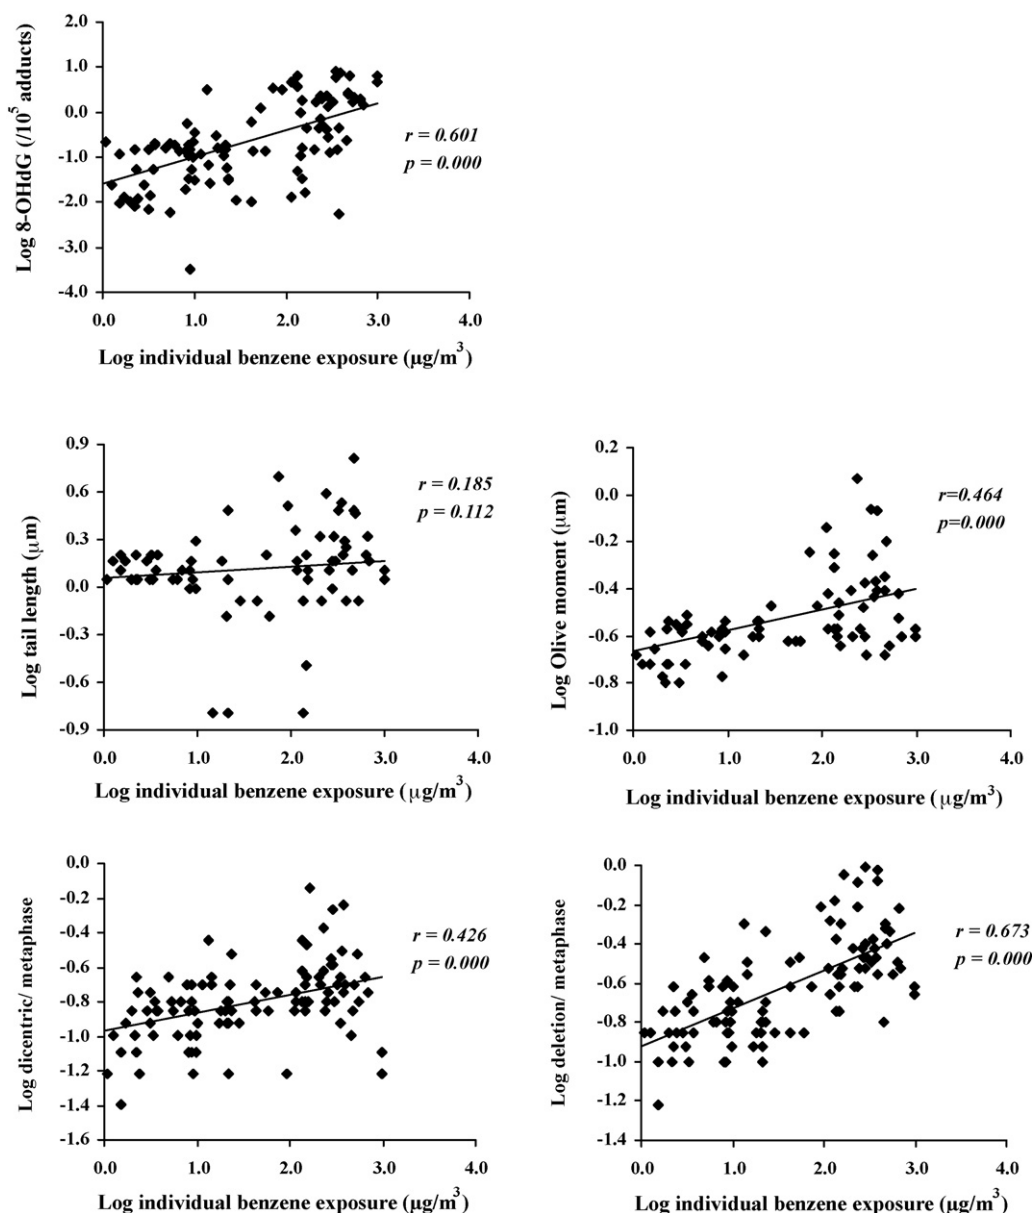 2.0
1.0
0.0
-1.0
-2.0
-3.0
-4.0
Log 8-OHdG (/10⁵ adducts)
r = 0.601
p = 0.000
0.0 1.0 2.0 3.0 4.0
Log individual benzene exposure (µg/m³)
0.9
0.6
0.3
0.0
-0.3
-0.6
-0.9
Log tail length (µm)
r = 0.185
p = 0.112
0.0 1.0 2.0 3.0 4.0
Log individual benzene exposure (µg/m³)
0.2
0.0
-0.2
-0.4
-0.6
-0.8
-1.0
Log Olive moment (µm)
r=0.464
p=0.000
0.0 1.0 2.0 3.0 4.0
Log individual benzene exposure (µg/m³)
0.0
-0.2
-0.4
-0.6
-0.8
-1.0
-1.2
-1.4
-1.6
Log dicentric/ metaphase
r = 0.426
p = 0.000
0.0 1.0 2.0 3.0 4.0
Log individual benzene exposure (µg/m³)
0.0
-0.2
-0.4
-0.6
-0.8
-1.0
-1.2
-1.4
Log deletion/ metaphase
r = 0.673
p = 0.000
0.0 1.0 2.0 3.0 4.0
Log individual benzene exposure (µg/m³)